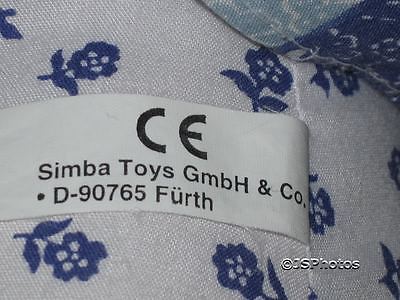 CE
Simba Toys GmbH & Co.
• D-90765 Fürth
©JSPhotos